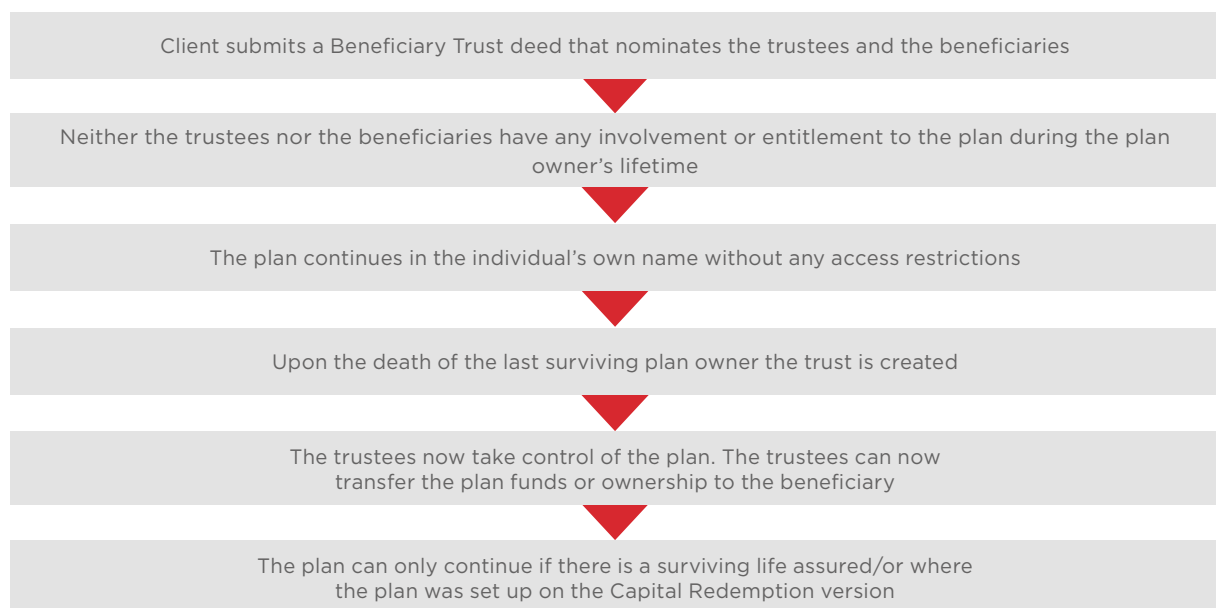 Client submits a Beneficiary Trust deed that nominates the trustees and the beneficiaries
Neither the trustees nor the beneficiaries have any involvement or entitlement to the plan during the plan
owner’s lifetime
The plan continues in the individual’s own name without any access restrictions
Upon the death of the last surviving plan owner the trust is created
The trustees now take control of the plan. The trustees can now
transfer the plan funds or ownership to the beneficiary
The plan can only continue if there is a surviving life assured/or where
the plan was set up on the Capital Redemption version